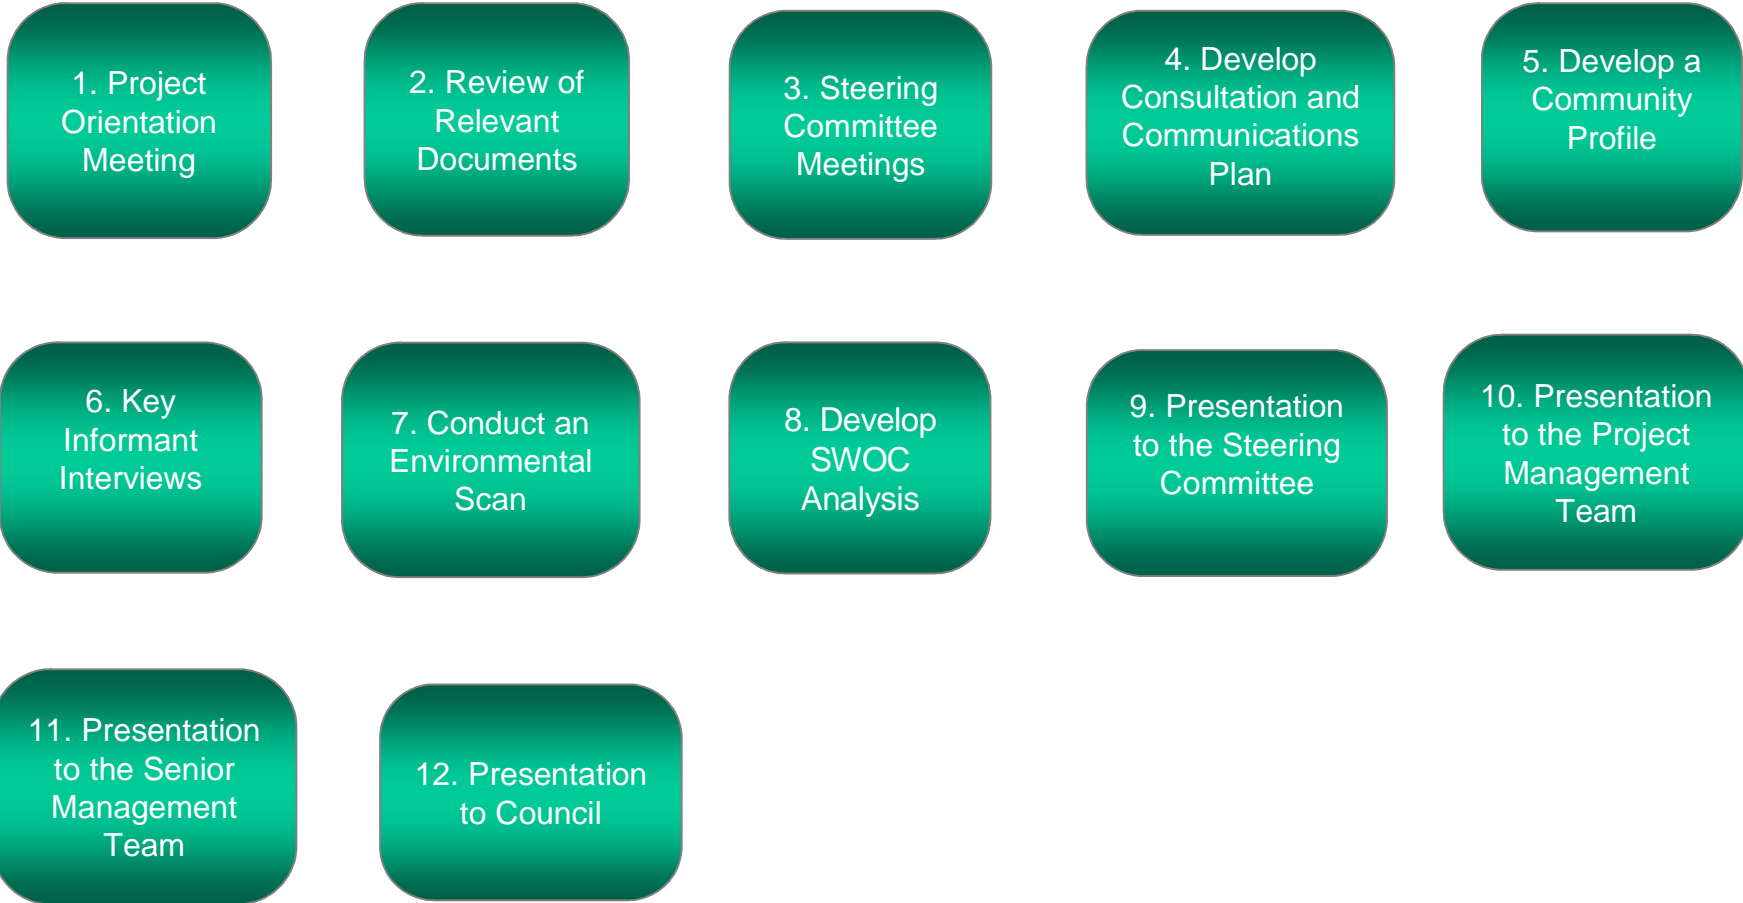 1. Project
Orientation
Meeting
2. Review of
Relevant
Documents
3. Steering
Committee
Meetings
4. Develop
Consultation and
Communications
Plan
5. Develop a
Community
Profile
6. Key
Informant
Interviews
7. Conduct an
Environmental
Scan
8. Develop
SWOC
Analysis
9. Presentation
to the Steering
Committee
10. Presentation
to the Project
Management
Team
11. Presentation
to the Senior
Management
Team
12. Presentation
to Council